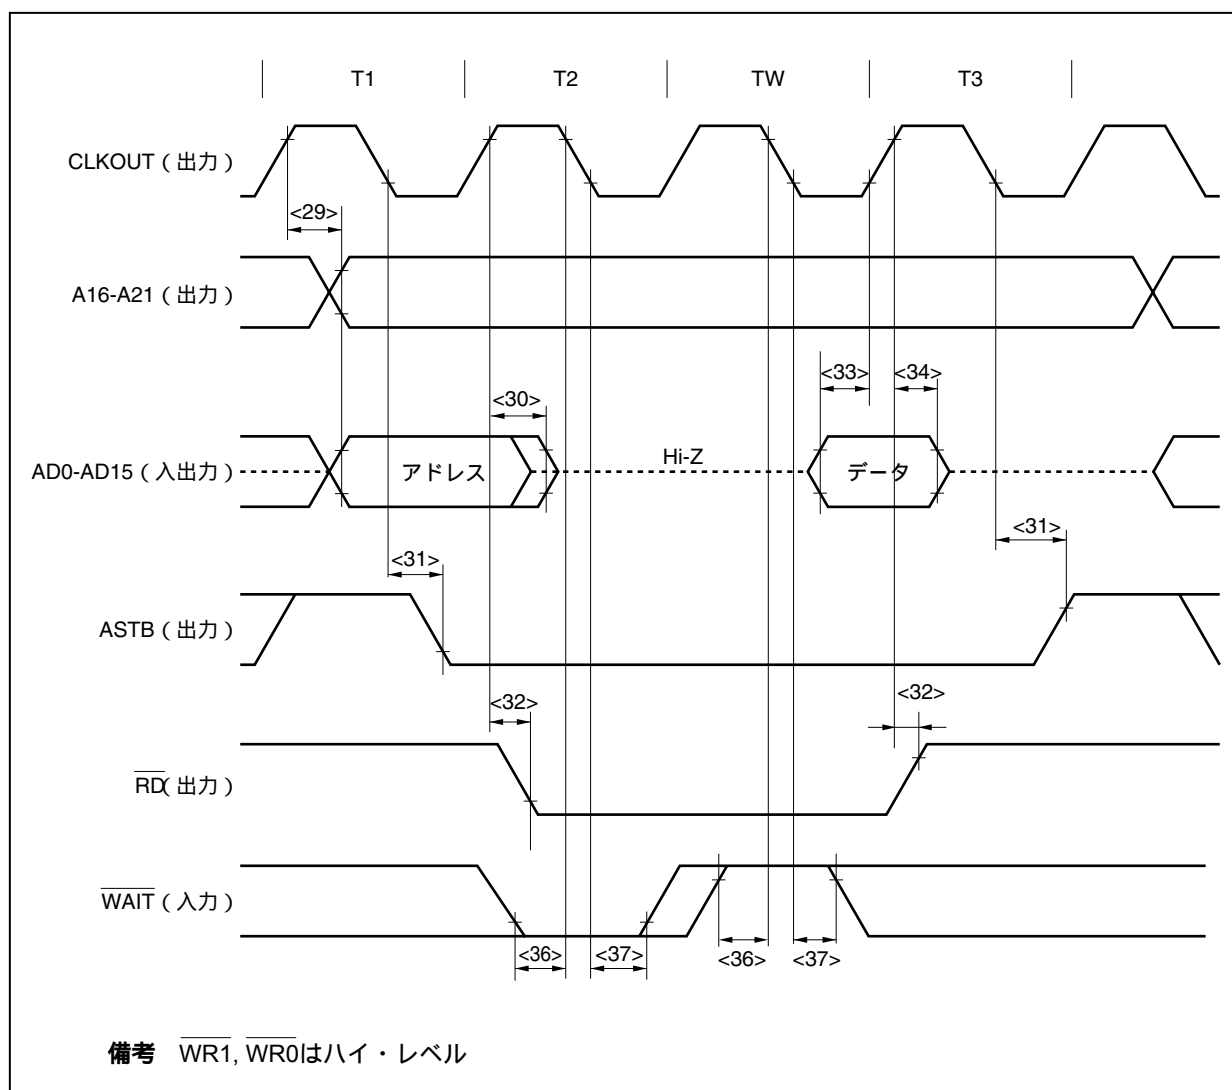 T1 T2 TW T3
CLKOUT（出力）
<29>
A16-A21（出力）
<33> <34>
<30>
AD0-AD15（入出力） アドレス Hi-Z データ
<31>
<31>
ASTB（出力）
<32>
<32>
RD（出力）
WAIT（入力）
<36> <37> <36> <37>
備考 WR1, WR0はハイ・レベル